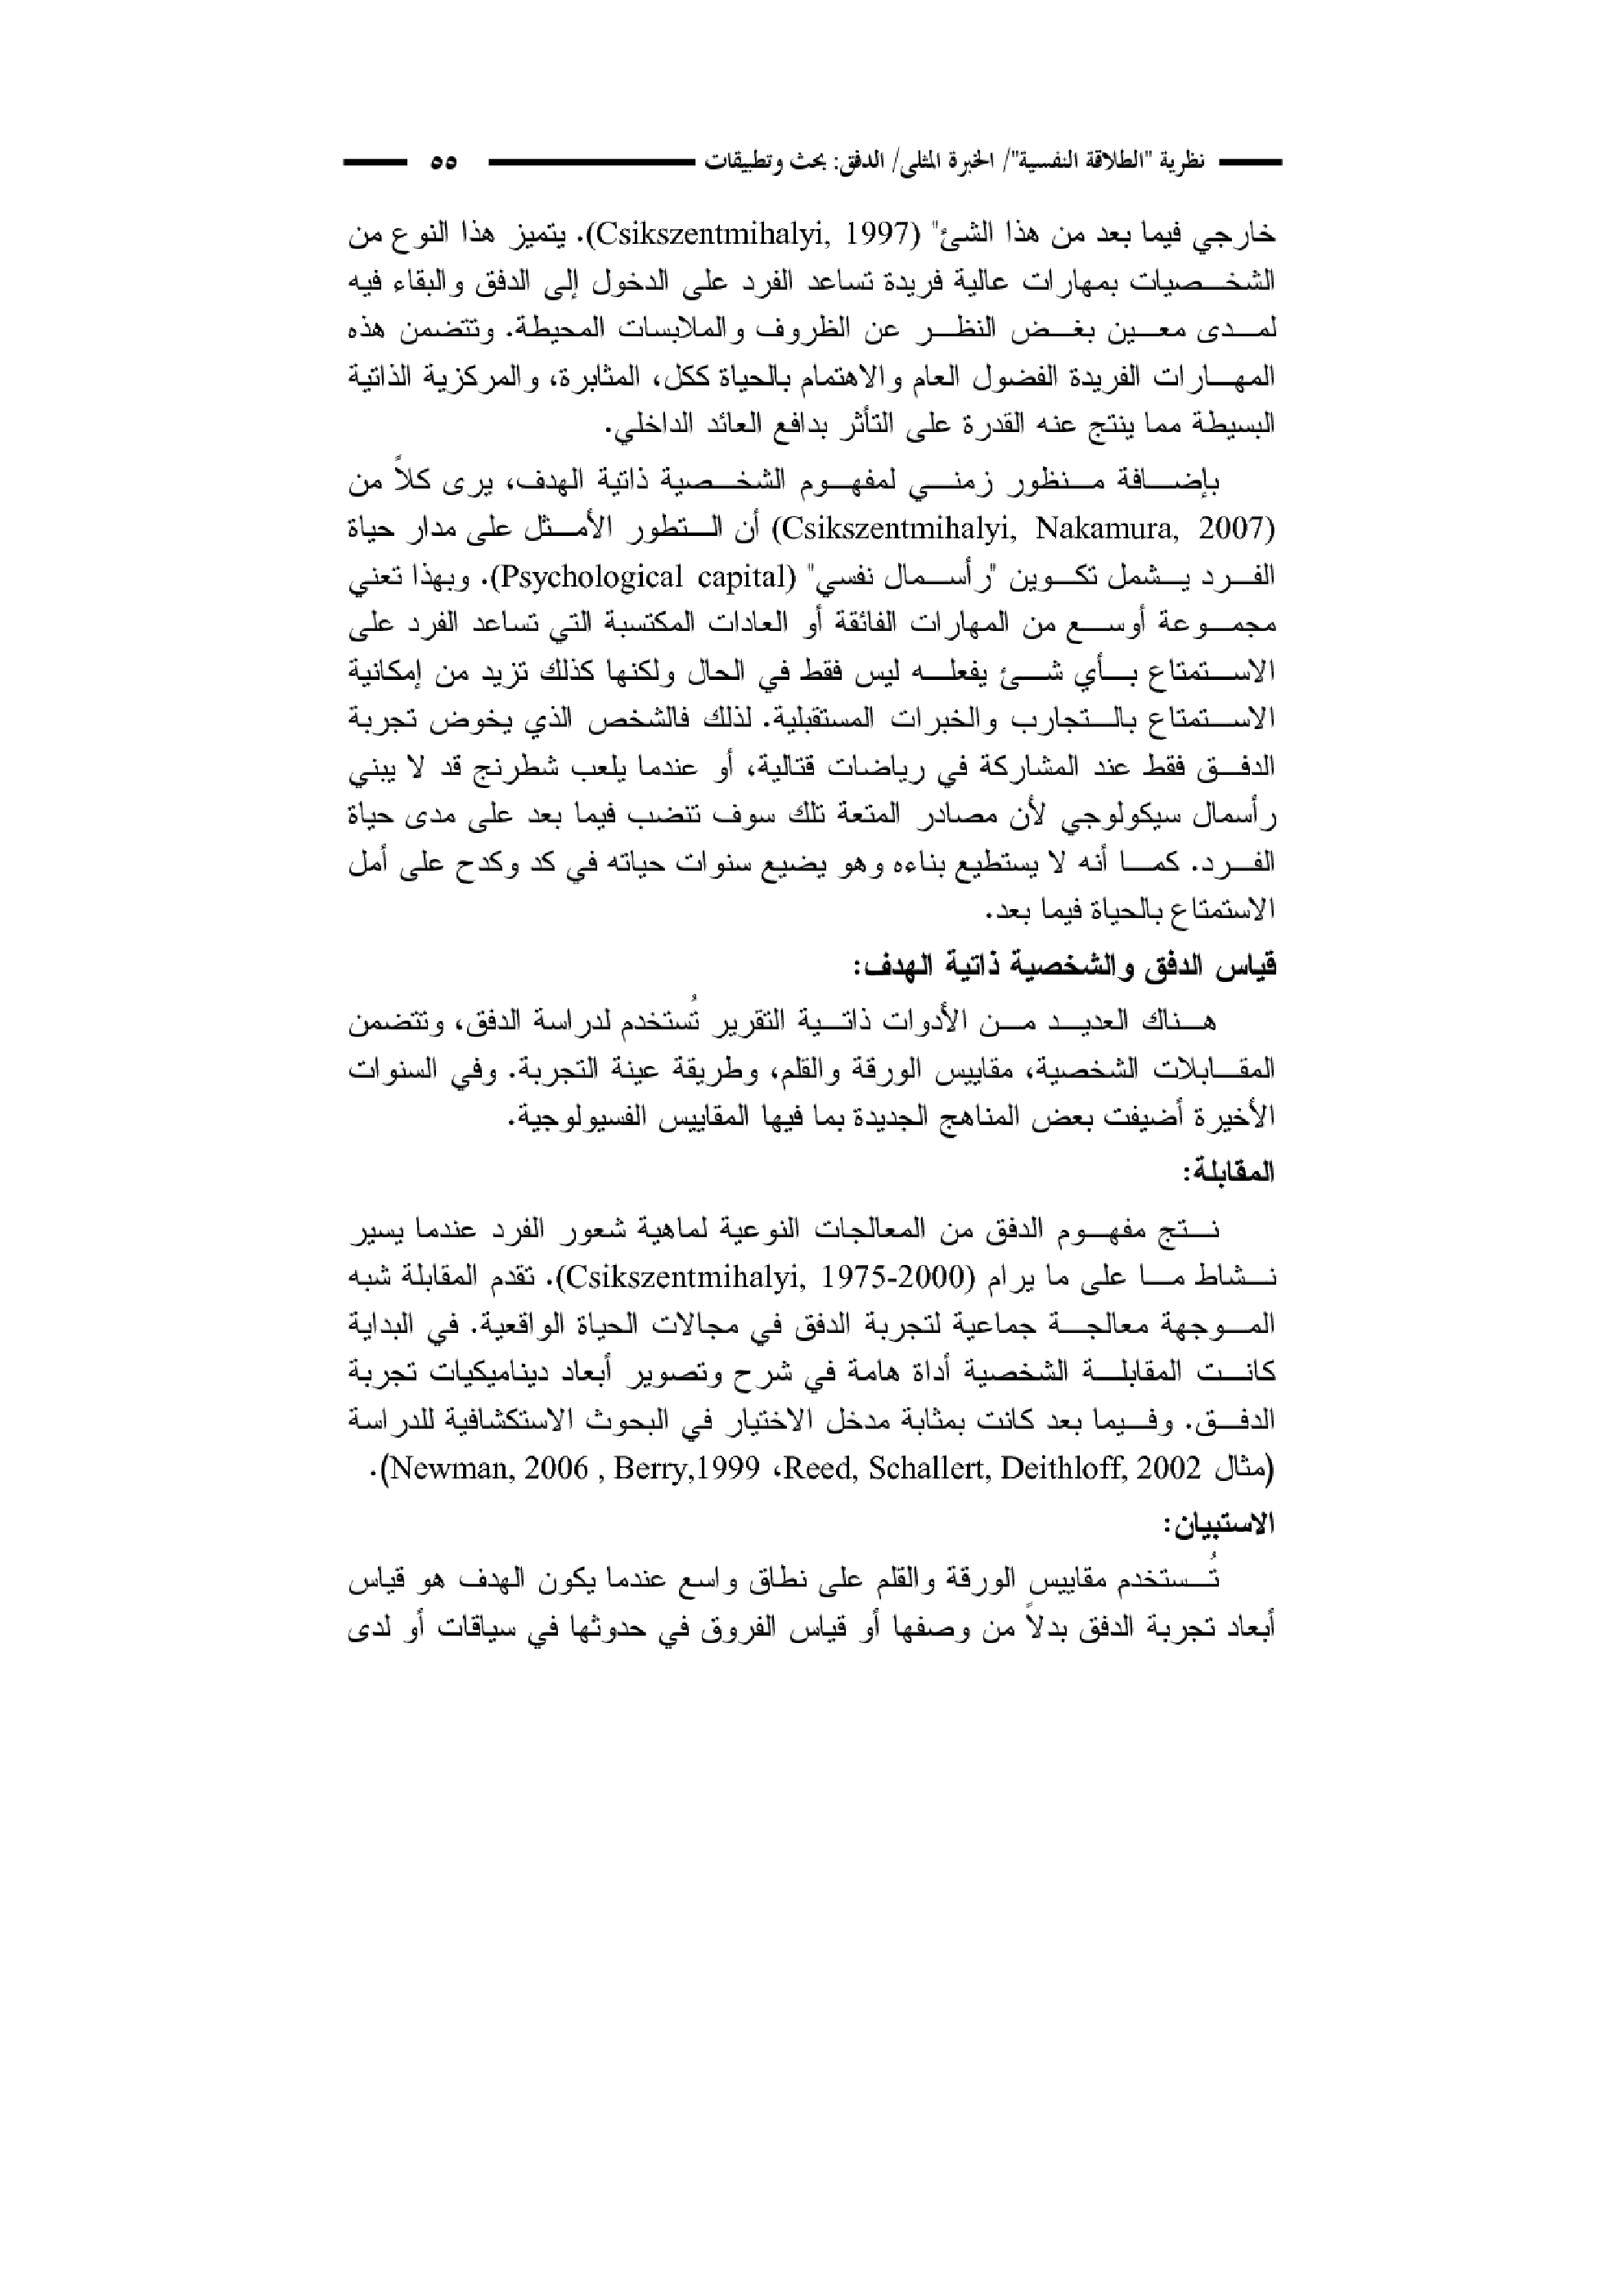 نظرية "الطلاقة النفسية"/ الخبرة المثلى/ الدفق: بحث وتطبيقات ٥٥
خارجي فيما بعد من هذا الشئ" (Csikszentmihalyi, 1997). يتميز هذا النوع من
الشخصيات بمهارات عالية فريدة تساعد الفرد على الدخول إلى الدفق والبقاء فيه
لمدى معين بغض النظر عن الظروف والملابسات المحيطة. وتتضمن هذه
المهارات الفريدة الفضول العام والاهتمام بالحياة ككل، المثابرة، والمركزية الذاتية
البسيطة مما ينتج عنه القدرة على التأثر بدافع العائد الداخلي.
بإضافة منظور زمني لمفهوم الشخصية ذاتية الهدف، يرى كلاً من
(Csikszentmihalyi, Nakamura, 2007) أن التطور الأمثل على مدار حياة
الفرد يشمل تكوين "رأسمال نفسي" (Psychological capital). وبهذا تعني
مجموعة أوسع من المهارات الفائقة أو العادات المكتسبة التي تساعد الفرد على
الاستمتاع بأي شئ يفعله ليس فقط في الحال ولكنها كذلك تزيد من إمكانية
الاستمتاع بالتجارب والخبرات المستقبلية. لذلك فالشخص الذي يخوض تجربة
الدفق فقط عند المشاركة في رياضات قتالية، أو عندما يلعب شطرنج قد لا يبني
رأسمال سيكولوجي لأن مصادر المتعة تلك سوف تنضب فيما بعد على مدى حياة
الفرد. كما أنه لا يستطيع بناءه وهو يضيع سنوات حياته في كد وكدح على أمل
الاستمتاع بالحياة فيما بعد.
قياس الدفق والشخصية ذاتية الهدف:
هناك العديد من الأدوات ذاتية التقرير تُستخدم لدراسة الدفق، وتتضمن
المقابلات الشخصية، مقاييس الورقة والقلم، وطريقة عينة التجربة. وفي السنوات
الأخيرة أضيفت بعض المناهج الجديدة بما فيها المقاييس الفسيولوجية.
المقابلة:
نتج مفهوم الدفق من المعالجات النوعية لماهية شعور الفرد عندما يسير
نشاط ما على ما يرام (Csikszentmihalyi, 1975-2000). تقدم المقابلة شبه
الموجهة معالجة جماعية لتجربة الدفق في مجالات الحياة الواقعية. في البداية
كانت المقابلة الشخصية أداة هامة في شرح وتصوير أبعاد ديناميكيات تجربة
الدفق. وفيما بعد كانت بمثابة مدخل الاختيار في البحوث الاستكشافية للدراسة
(مثال Reed, Schallert, Deithloff, 2002، Newman, 2006 , Berry,1999).
الاستبيان:
تُستخدم مقاييس الورقة والقلم على نطاق واسع عندما يكون الهدف هو قياس
أبعاد تجربة الدفق بدلاً من وصفها أو قياس الفروق في حدوثها في سياقات أو لدى